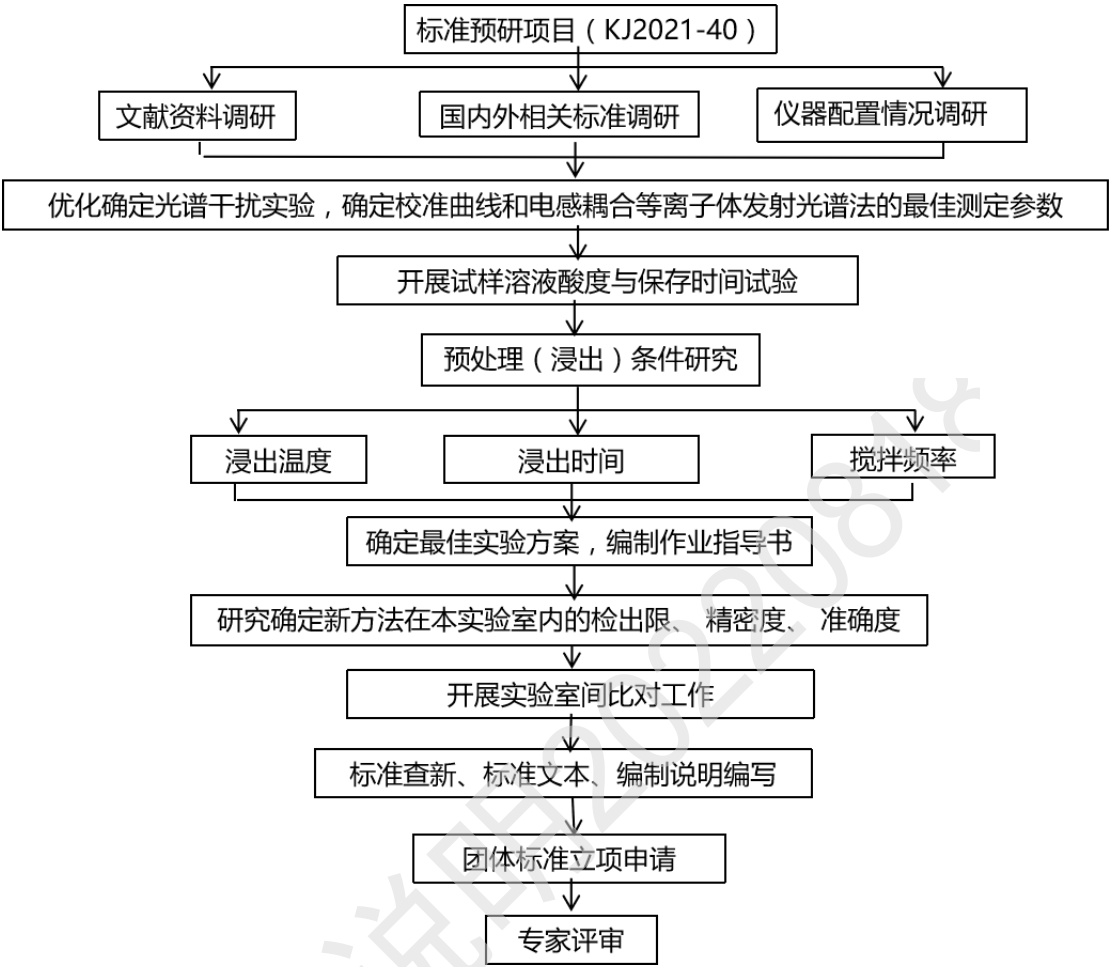 标准预研项目（KJ2021-40）
文献资料调研
国内外相关标准调研
仪器配置情况调研
优化确定光谱干扰实验，确定校准曲线和电感耦合等离子体发射光谱法的最佳测定参数
开展试样溶液酸度与保存时间试验
预处理（浸出）条件研究
浸出温度
浸出时间
搅拌频率
确定最佳实验方案，编制作业指导书
研究确定新方法在本实验室内的检出限、 精密度、 准确度
开展实验室间比对工作
标准查新、标准文本、编制说明编写
团体标准立项申请
专家评审
说明2022081